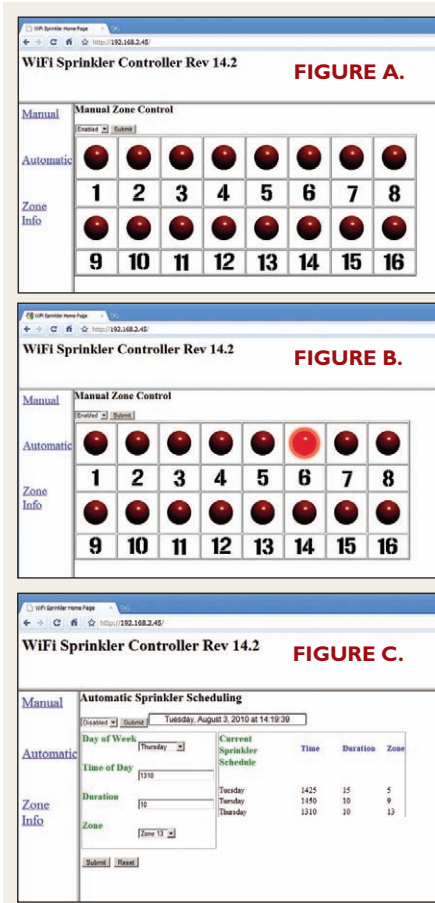 WiFi Sprinkler Home Page
http://192.168.2.45/
WiFi Sprinkler Controller Rev 14.2
FIGURE A.
Manual
Automatic
Zone
Info
Manual Zone Control
Enabled Submit
1 2 3 4 5 6 7 8
9 10 11 12 13 14 15 16
WiFi Sprinkler Home Page
http://192.168.2.45/
WiFi Sprinkler Controller Rev 14.2
FIGURE B.
Manual
Automatic
Zone
Info
Manual Zone Control
Enabled Submit
1 2 3 4 5 6 7 8
9 10 11 12 13 14 15 16
WiFi Sprinkler Home Page
http://192.168.2.45/
WiFi Sprinkler Controller Rev 14.2
FIGURE C.
Manual
Automatic
Zone
Info
Automatic Sprinkler Scheduling
Disabled Submit Tuesday, August 3, 2010 at 14:19:39
Day of Week
Thursday
Time of Day
1310
Duration
10
Zone
Zone 13
Submit Reset
Current
Sprinkler
Schedule
Time Duration Zone
Tuesday 1425 15 5
Tuesday 1450 10 9
Thursday 1310 10 13